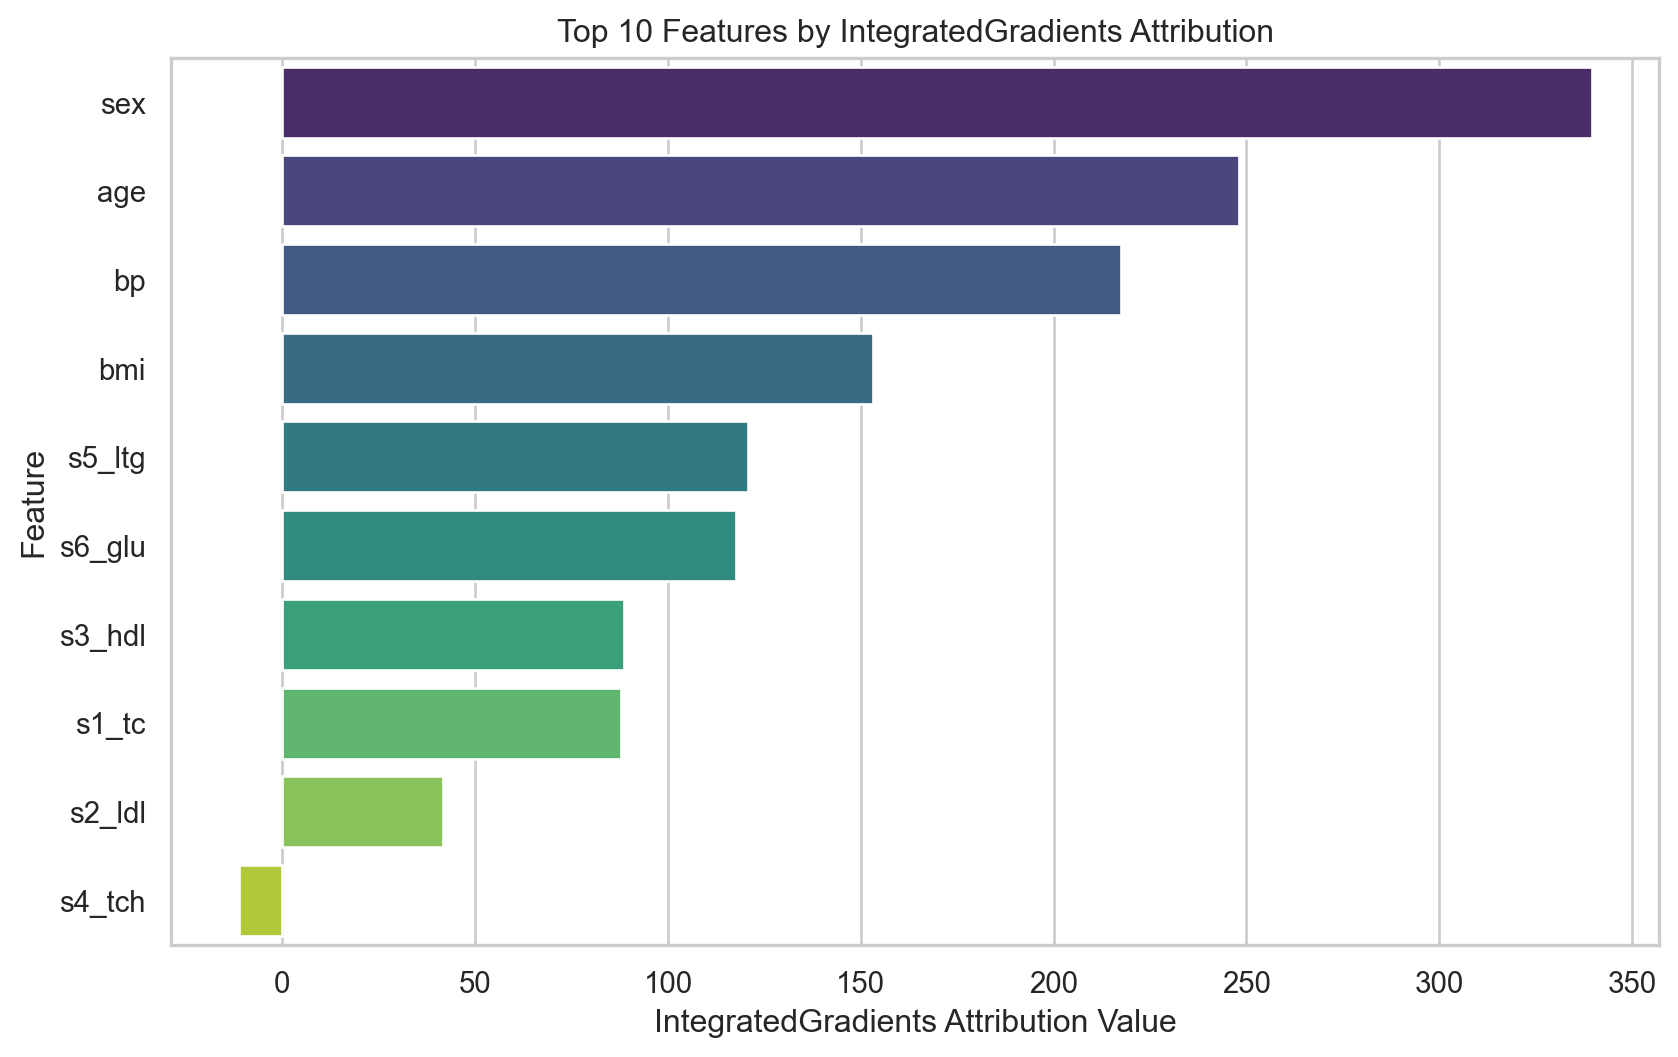 Top 10 Features by IntegratedGradients Attribution
Feature
sex
age
bp
bmi
s5_ltg
s6_glu
s3_hdl
s1_tc
s2_ldl
s4_tch
0 50 100 150 200 250 300 350
IntegratedGradients Attribution Value